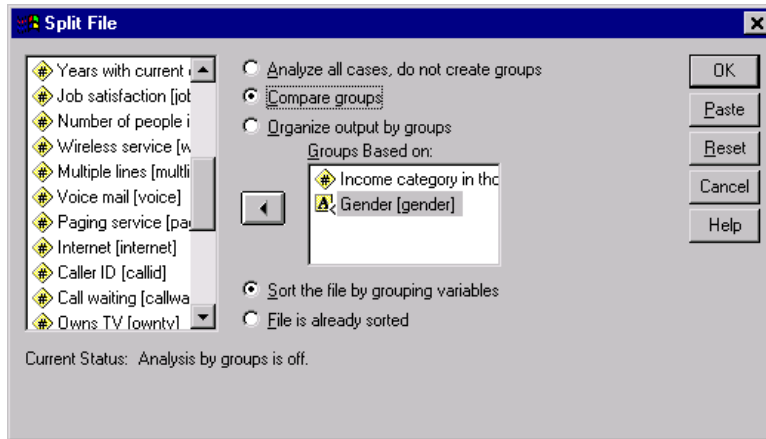 Split File
Years with current
Job satisfaction [job
Number of people i
Wireless service [w
Multiple lines [multli
Voice mail [voice]
Paging service [pag
Internet [internet]
Caller ID [callid]
Call waiting [callwa
Owns TV [owntv]
Analyze all cases, do not create groups
Compare groups
Organize output by groups
Groups Based on:
Income category in tho
Gender [gender]
Sort the file by grouping variables
File is already sorted
OK
Paste
Reset
Cancel
Help
Current Status: Analysis by groups is off.